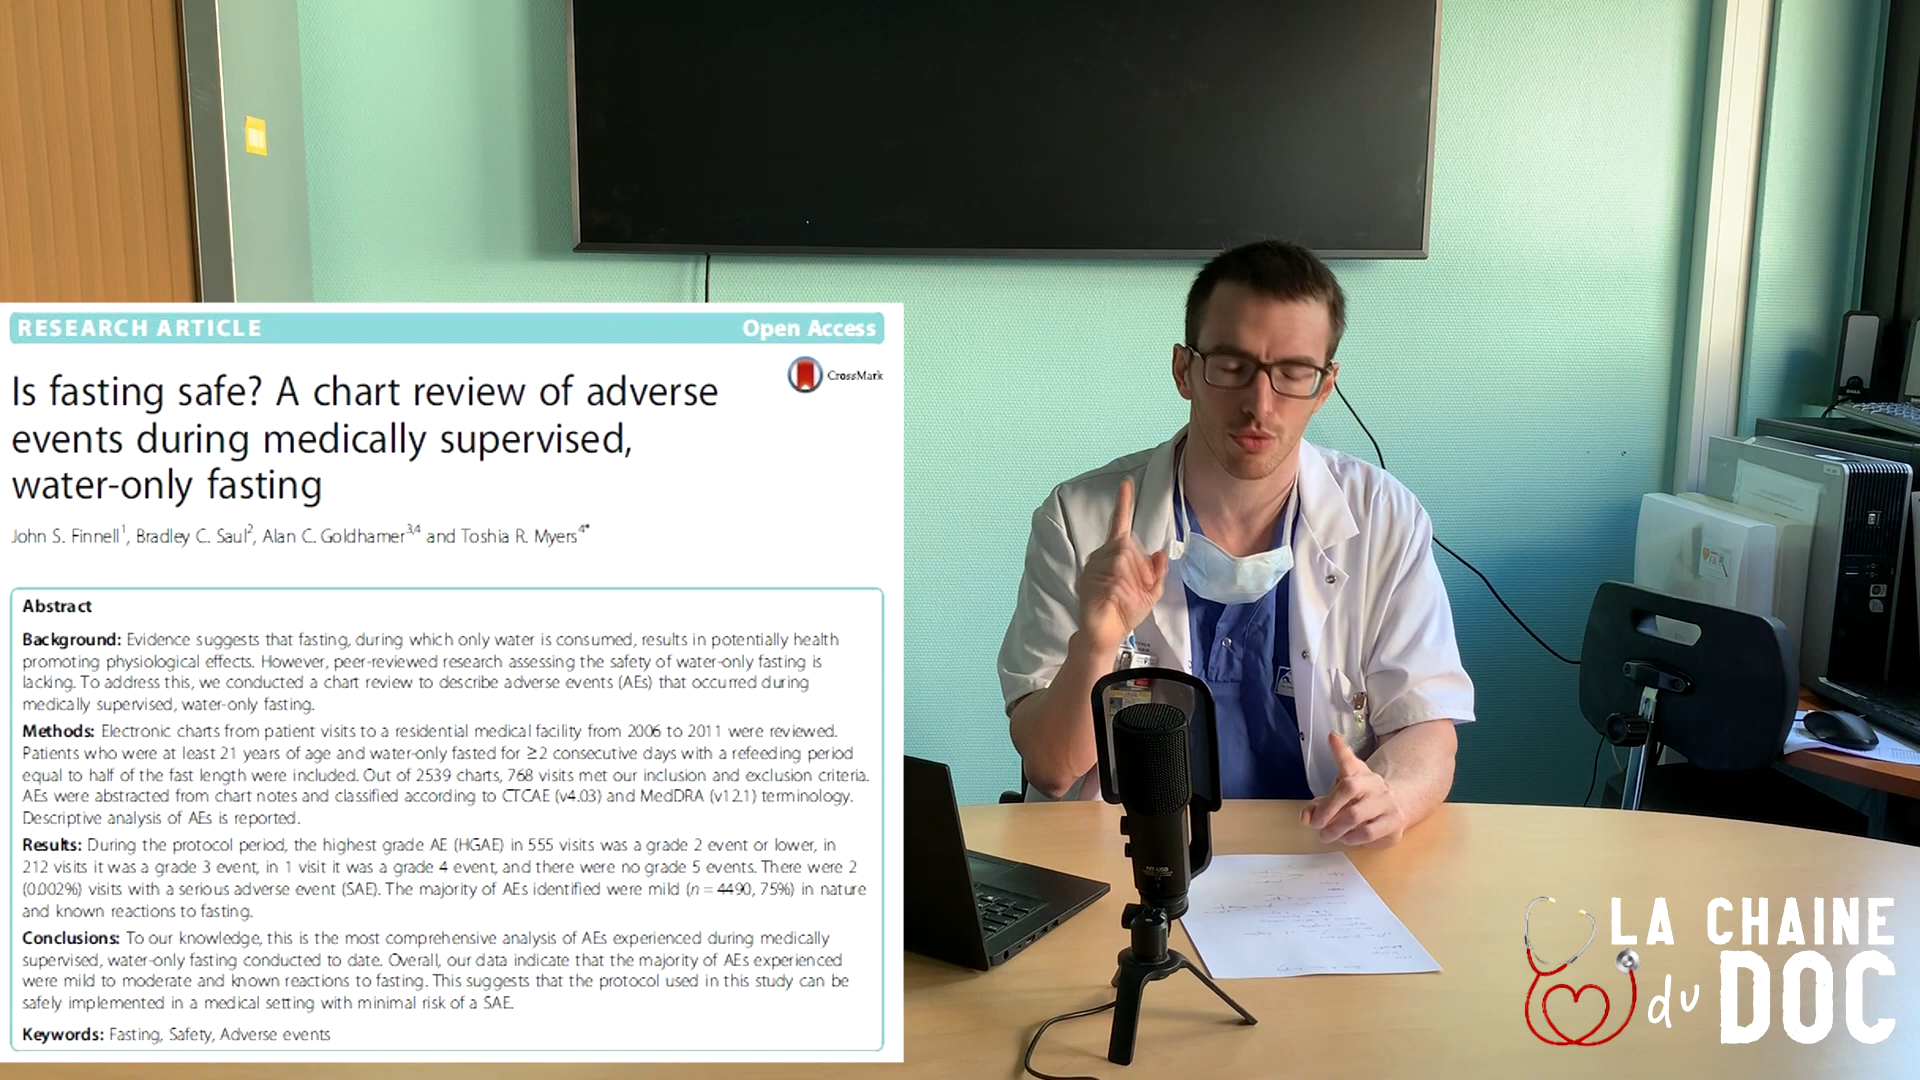 RESEARCH ARTICLE
Open Access
CrossMark
Is fasting safe? A chart review of adverse
events during medically supervised,
water-only fasting
John S. Finnell1, Bradley C. Saul2, Alan C. Goldhamer3,4 and Toshia R. Myers4*
Abstract
Background: Evidence suggests that fasting, during which only water is consumed, results in potentially health
promoting physiological effects. However, peer-reviewed research assessing the safety of water-only fasting is
lacking. To address this, we conducted a chart review to describe adverse events (AEs) that occurred during
medically supervised, water-only fasting.
Methods: Electronic charts from patient visits to a residential medical facility from 2006 to 2011 were reviewed.
Patients who were at least 21 years of age and water-only fasted for ≥2 consecutive days with a refeeding period
equal to half of the fast length were included. Out of 2539 charts, 768 visits met our inclusion and exclusion criteria.
AEs were abstracted from chart notes and classified according to CTCAE (v4.03) and MedDRA (v12.1) terminology.
Descriptive analysis of AEs is reported.
Results: During the protocol period, the highest grade AE (HGAE) in 555 visits was a grade 2 event or lower, in
212 visits it was a grade 3 event, in 1 visit it was a grade 4 event, and there were no grade 5 events. There were 2
(0.002%) visits with a serious adverse event (SAE). The majority of AEs identified were mild (n = 4490, 75%) in nature
and known reactions to fasting.
Conclusions: To our knowledge, this is the most comprehensive analysis of AEs experienced during medically
supervised, water-only fasting conducted to date. Overall, our data indicate that the majority of AEs experienced
were mild to moderate and known reactions to fasting. This suggests that the protocol used in this study can be
safely implemented in a medical setting with minimal risk of a SAE.
Keywords: Fasting, Safety, Adverse events
LA CHAINE
du DOC